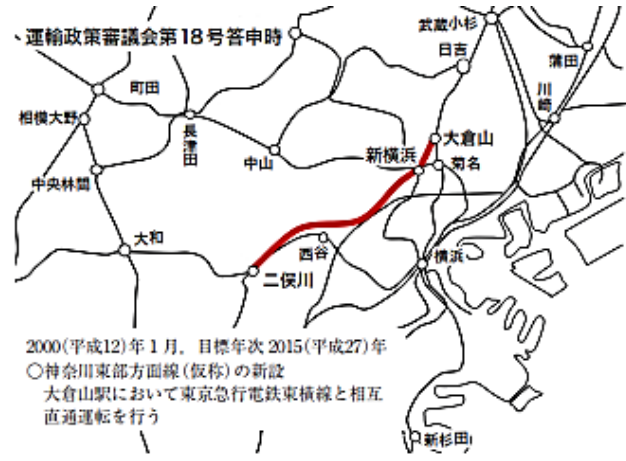 運輸政策審議会第18号答申時
武蔵小杉
日吉
蒲田
町田
川崎
相模大野
長津田
大倉山
中山
新横浜
菊名
中央林間
大和
西谷
横浜
二俣川
2000(平成12)年1月，目標年次2015(平成27)年
○神奈川東部方面線(仮称)の新設
大倉山駅において東京急行電鉄東横線と相互
直通運転を行う
新杉田